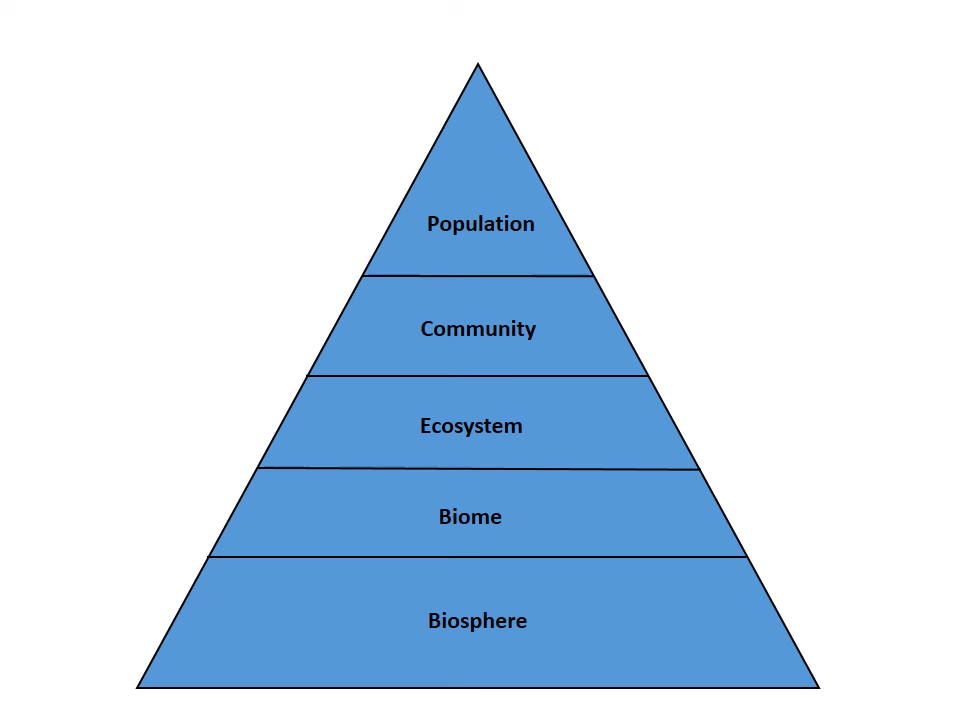 Population
Community
Ecosystem
Biome
Biosphere